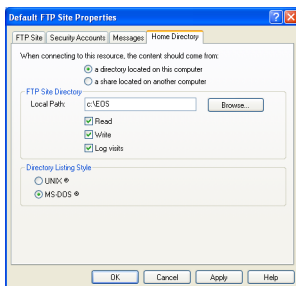 Default FTP Site Properties
FTP Site Security Accounts Messages Home Directory
When connecting to this resource, the content should come from:
a directory located on this computer
a share located on another computer
FTP Site Directory
Local Path: c:\EOS Browse...
Read
Write
Log visits
Directory Listing Style
UNIX ®
MS-DOS ®
OK Cancel Apply Help